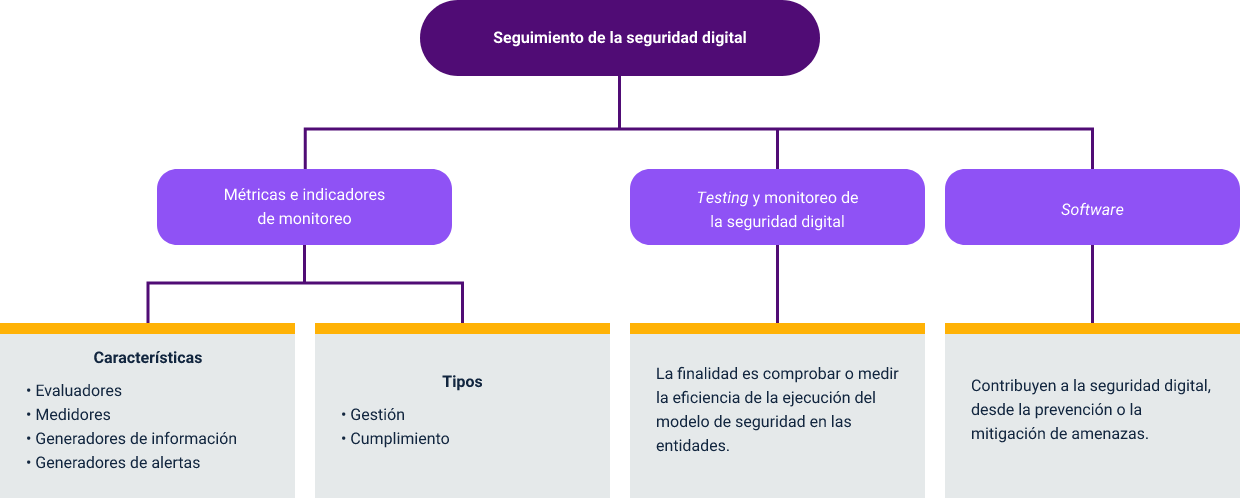 Seguimiento de la seguridad digital
Métricas e indicadores
de monitoreo
Testing y monitoreo de
la seguridad digital
Software
Características
• Evaluadores
• Medidores
• Generadores de información
• Generadores de alertas
Tipos
• Gestión
• Cumplimiento
La finalidad es comprobar o medir
la eficiencia de la ejecución del
modelo de seguridad en las
entidades.
Contribuyen a la seguridad digital,
desde la prevención o la
mitigación de amenazas.